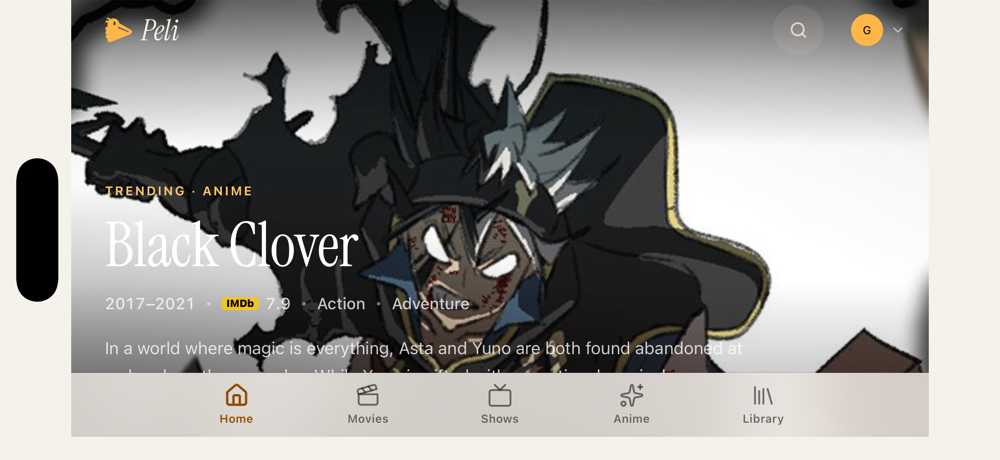 Peli
G
TRENDING · ANIME
Black Clover
2017–2021 • IMDb 7.9 • Action • Adventure
In a world where magic is everything, Asta and Yuno are both found abandoned at
Home Movies Shows Anime Library